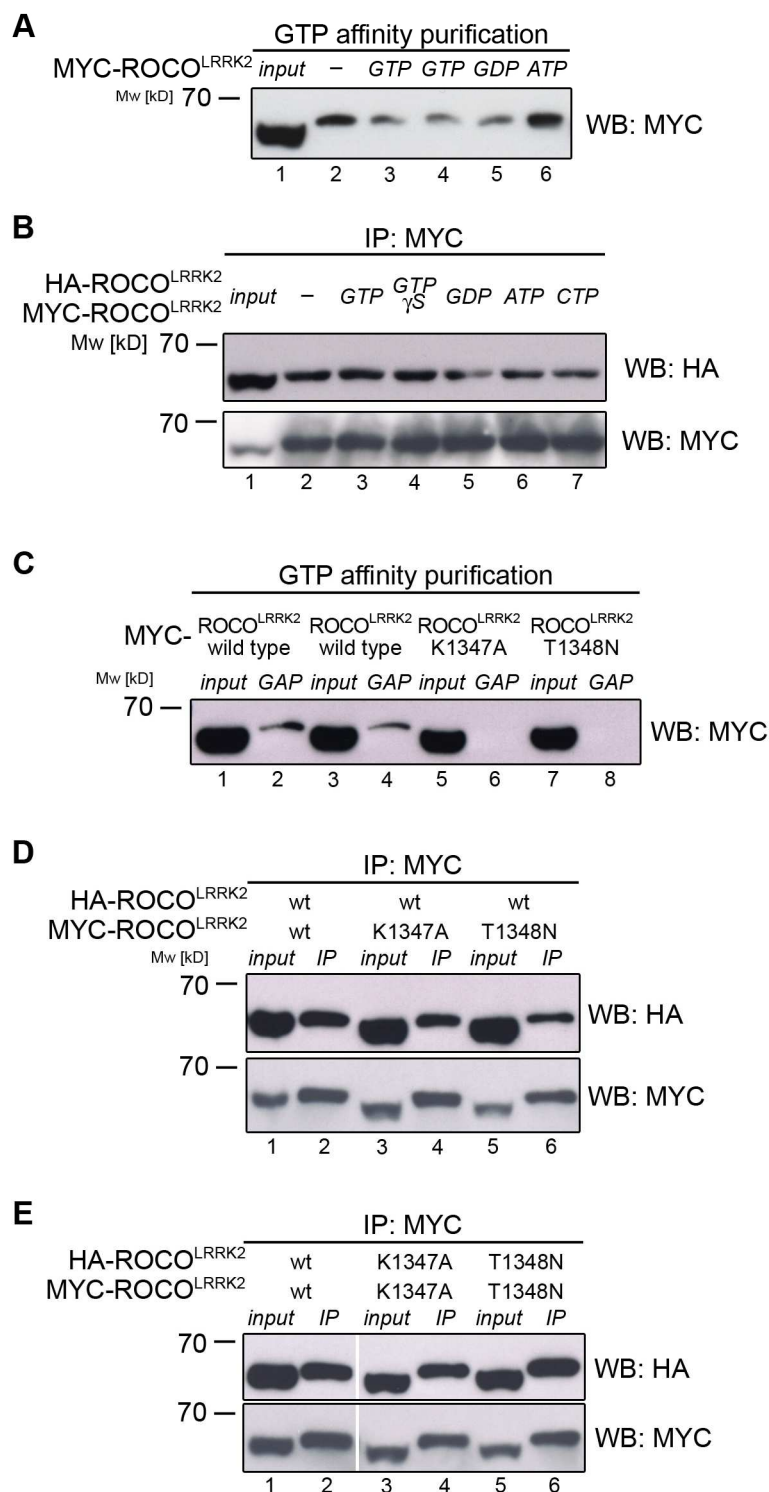 A
GTP affinity purification
MYC-ROCO^LRRK2 input – GTP GTP GDP ATP
Mw [kD] 70 —
WB: MYC
1 2 3 4 5 6
B
IP: MYC
HA-ROCO^LRRK2
MYC-ROCO^LRRK2
input – GTP GTP γS GDP ATP CTP
Mw [kD] 70 —
WB: HA
70 —
WB: MYC
1 2 3 4 5 6 7
C
GTP affinity purification
MYC- ROCO^LRRK2 wild type ROCO^LRRK2 wild type ROCO^LRRK2 K1347A ROCO^LRRK2 T1348N
input GAP input GAP input GAP input GAP
Mw [kD]
70 —
WB: MYC
1 2 3 4 5 6 7 8
D
IP: MYC
HA-ROCO^LRRK2 wt wt wt
MYC-ROCO^LRRK2 wt K1347A T1348N
Mw [kD] input IP input IP input IP
70 —
WB: HA
70 —
WB: MYC
1 2 3 4 5 6
E
IP: MYC
HA-ROCO^LRRK2 wt K1347A T1348N
MYC-ROCO^LRRK2 wt K1347A T1348N
input IP input IP input IP
70 —
WB: HA
70 —
WB: MYC
1 2 3 4 5 6